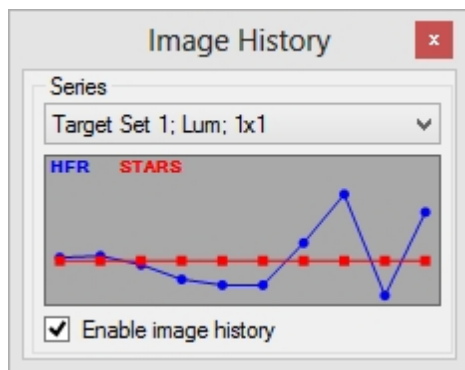 Image History
x
Series
Target Set 1; Lum; 1x1
HFR STARS
Enable image history